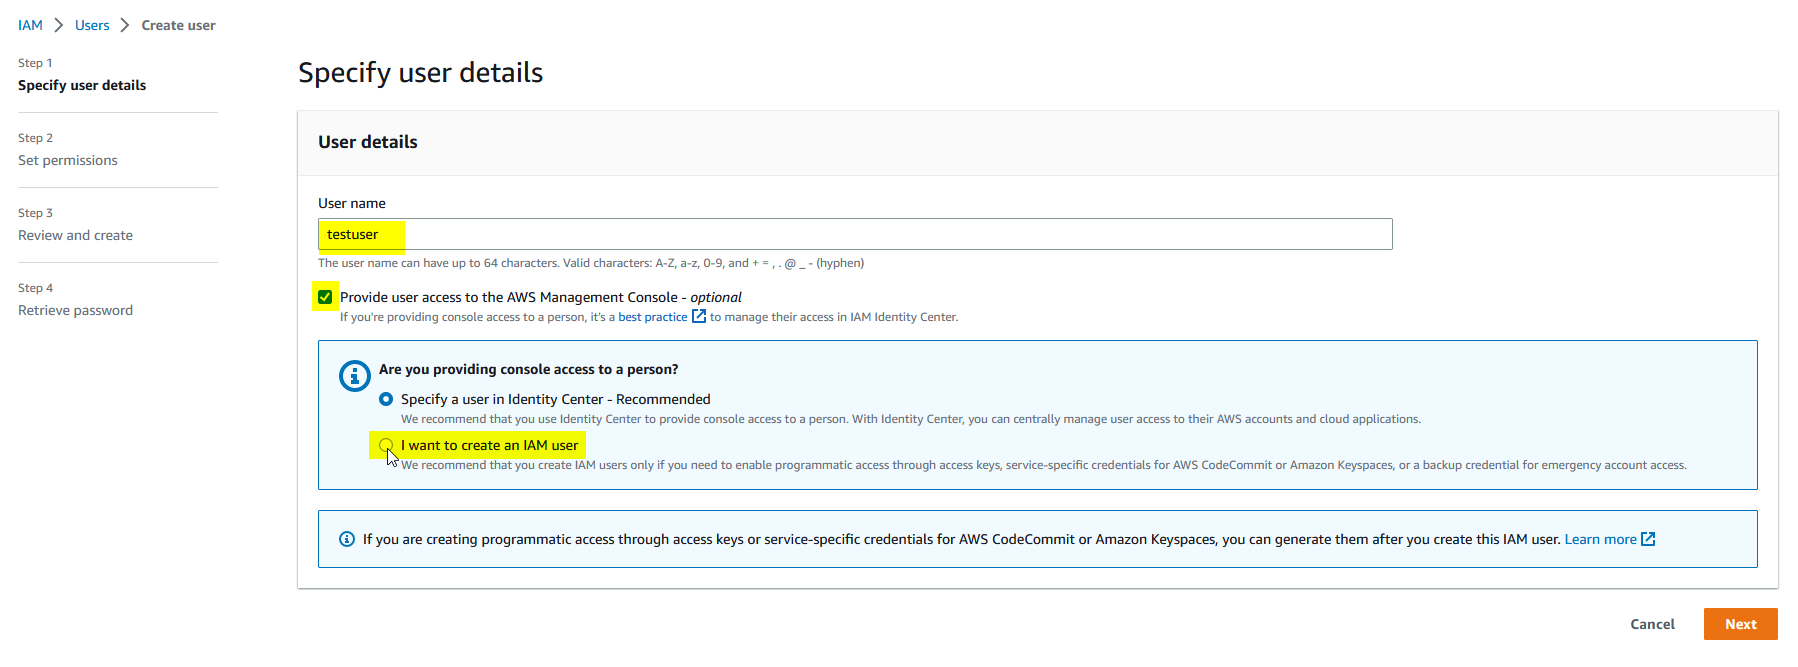 IAM > Users > Create user
Step 1
Specify user details
Step 2
Set permissions
Step 3
Review and create
Step 4
Retrieve password
Specify user details
User details
User name
testuser
The user name can have up to 64 characters. Valid characters: A-Z, a-z, 0-9, and + = , . @ _ - (hyphen)
Provide user access to the AWS Management Console - optional
If you're providing console access to a person, it's a best practice to manage their access in IAM Identity Center.
Are you providing console access to a person?
Specify a user in Identity Center - Recommended
We recommend that you use Identity Center to provide console access to a person. With Identity Center, you can centrally manage user access to their AWS accounts and cloud applications.
I want to create an IAM user
We recommend that you create IAM users only if you need to enable programmatic access through access keys, service-specific credentials for AWS CodeCommit or Amazon Keyspaces, or a backup credential for emergency account access.
If you are creating programmatic access through access keys or service-specific credentials for AWS CodeCommit or Amazon Keyspaces, you can generate them after you create this IAM user. Learn more
Cancel
Next